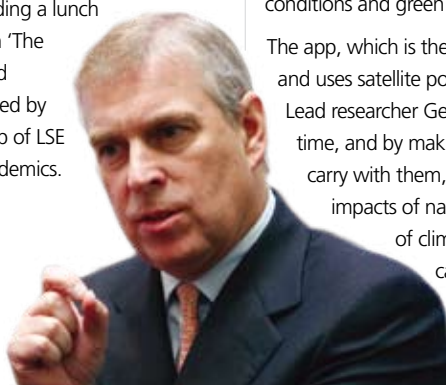 ding a lunch
‘The
d
ed by
of LSE
demics.
conditions and green
The app, which is the
and uses satellite po
Lead researcher Ge
time, and by mak
carry with them,
impacts of na
of clim
ca